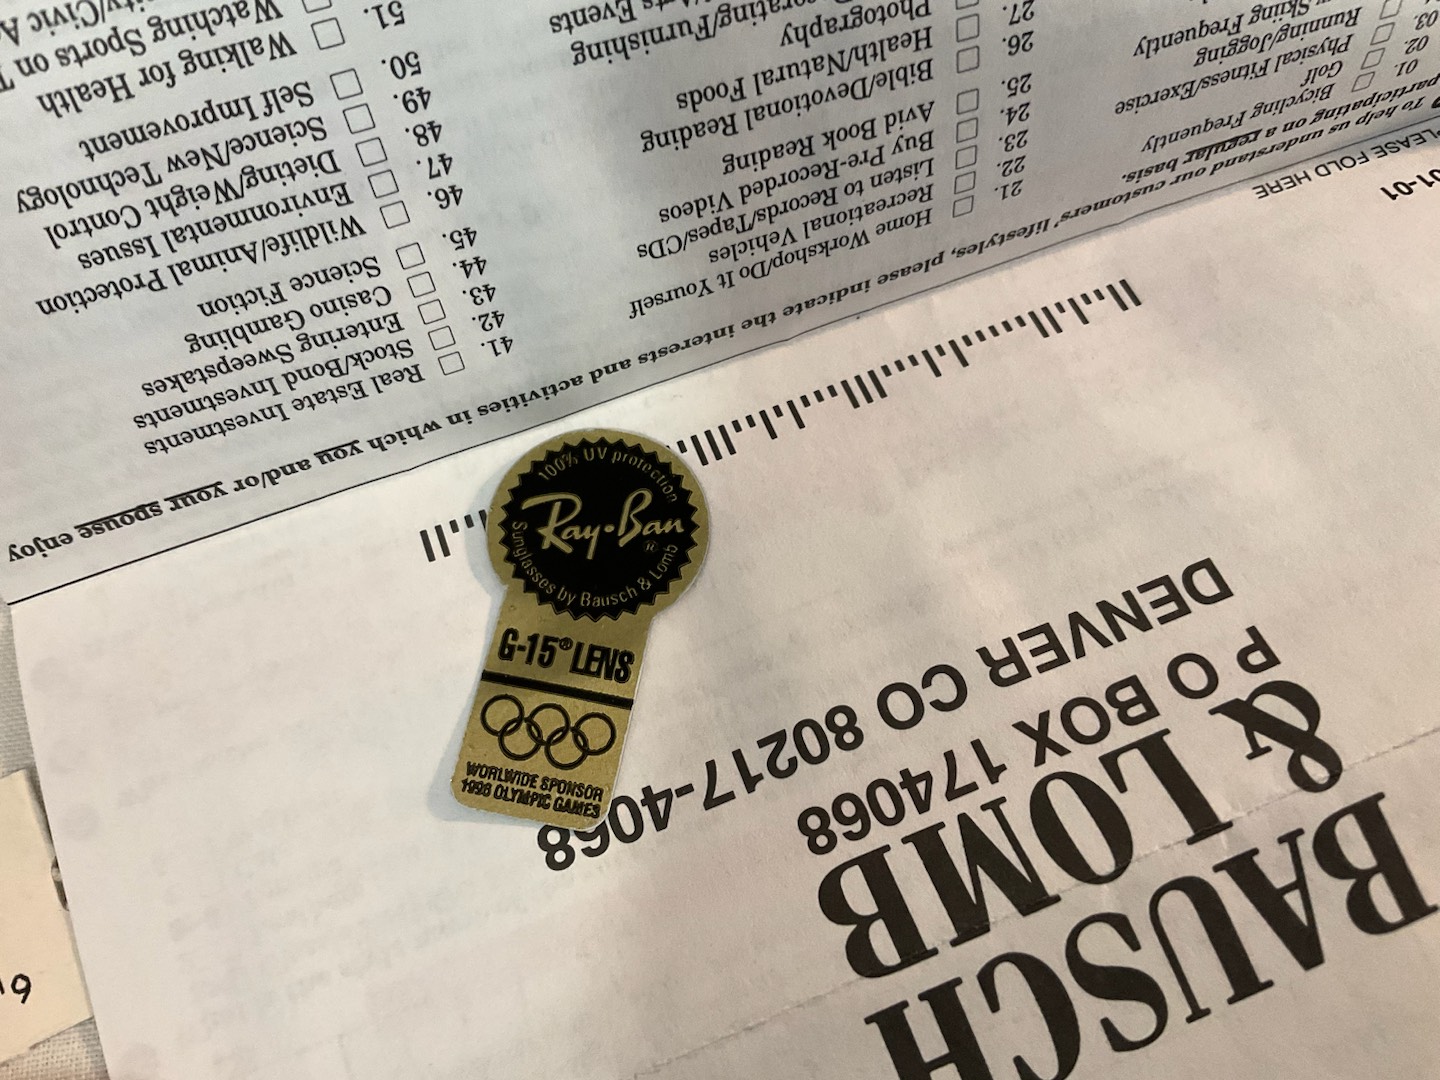 100% UV protection
Ray-Ban
®
Sunglasses by Bausch & Lomb
G-15® LENS
WORLDWIDE SPONSOR
1996 OLYMPIC GAMES
BAUSCH
& LOMB
P O BOX 174068
DENVER CO 80217-4068
01-01
PLEASE FOLD HERE
To help us understand our customers' lifestyles, please indicate the interests and activities in which you and/or your spouse enjoy
participating on a regular basis.
01. Bicycling Frequently
02. Golf
03. Physical Fitness/Exercise
Running/Jogging
Skiing Frequently
21. Home Workshop/Do It Yourself
22. Recreational Vehicles
23. Listen to Records/Tapes/CDs
24. Buy Pre-Recorded Videos
25. Avid Book Reading
26. Bible/Devotional Reading
27. Health/Natural Foods
Photography
41. Real Estate Investments
42. Stock/Bond Investments
43. Entering Sweepstakes
44. Casino Gambling
45. Science Fiction
46. Wildlife/Animal Protection
47. Environmental Issues
48. Dieting/Weight Control
49. Science/New Technology
50. Self Improvement
51. Walking for Health
Watching Sports on